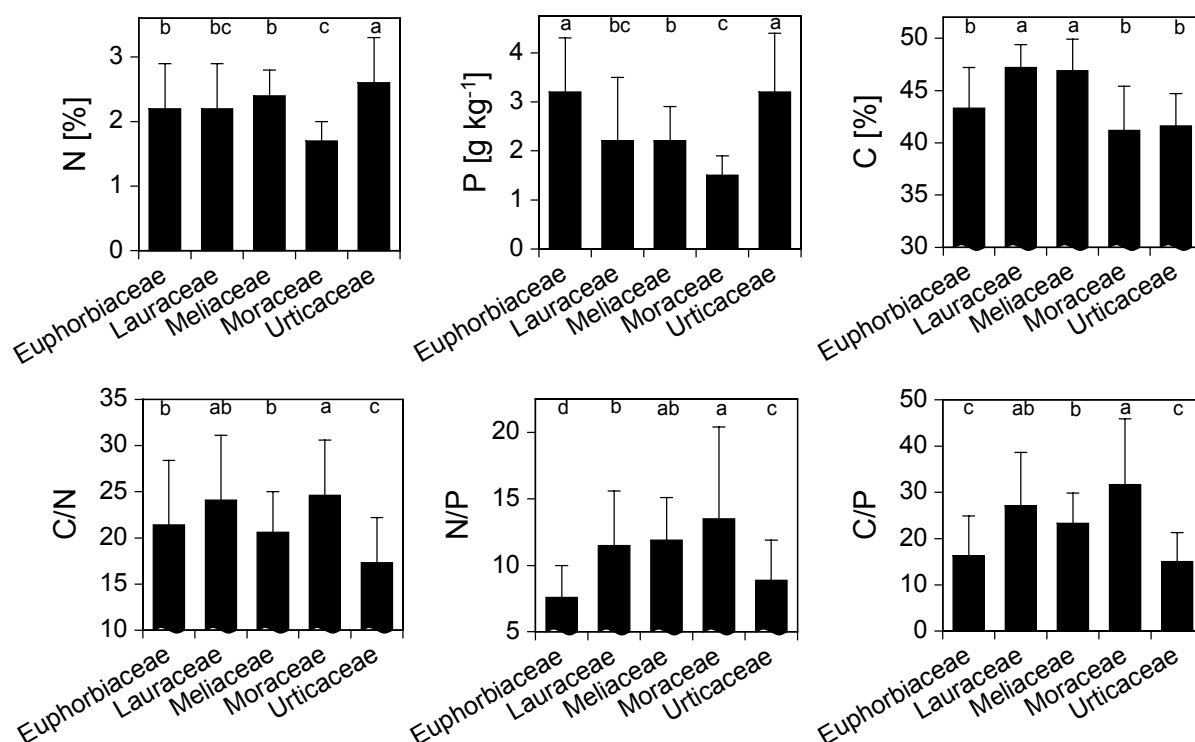 b bc b c a
N [%]
3
2
1
0
Euphorbiaceae
Lauraceae
Meliaceae
Moraceae
Urticaceae
a bc b c a
P [g kg⁻¹]
4
3
2
1
0
Euphorbiaceae
Lauraceae
Meliaceae
Moraceae
Urticaceae
b a a b b
C [%]
50
45
40
35
30
Euphorbiaceae
Lauraceae
Meliaceae
Moraceae
Urticaceae
b ab b a c
C/N
35
30
25
20
15
10
Euphorbiaceae
Lauraceae
Meliaceae
Moraceae
Urticaceae
d b ab a c
N/P
20
15
10
5
Euphorbiaceae
Lauraceae
Meliaceae
Moraceae
Urticaceae
c ab b a c
C/P
50
40
30
20
10
0
Euphorbiaceae
Lauraceae
Meliaceae
Moraceae
Urticaceae